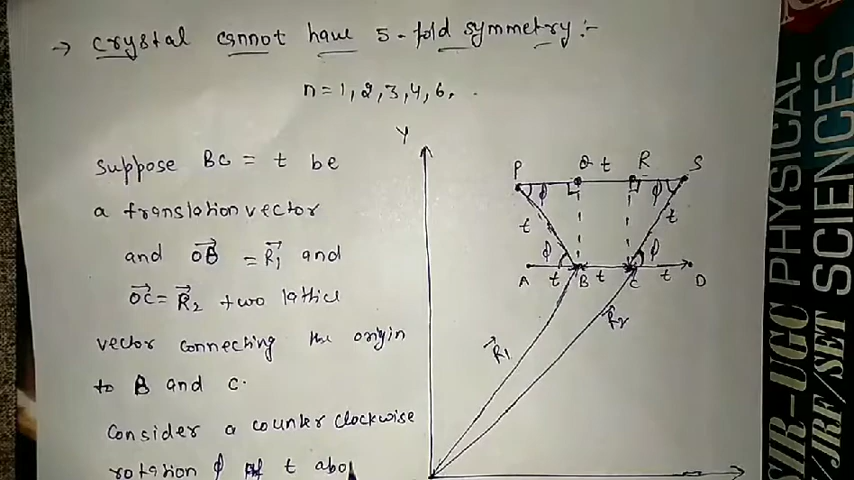 → crystal cannot have 5-fold symmetry :-
n = 1, 2, 3, 4, 6, .
Suppose BC = t be
a translation vector
and OB = R1 and
OC = R2 two lattice
vector connecting the origin
to B and C.
Consider a counter clockwise
rotation ϕ of t abo
Y
P Q t R S
ϕ ϕ
t t
ϕ ϕ
A t B t C t D
R1
R2
PHYSICAL SCIENCES
SIR-UGC
/JRF/SET